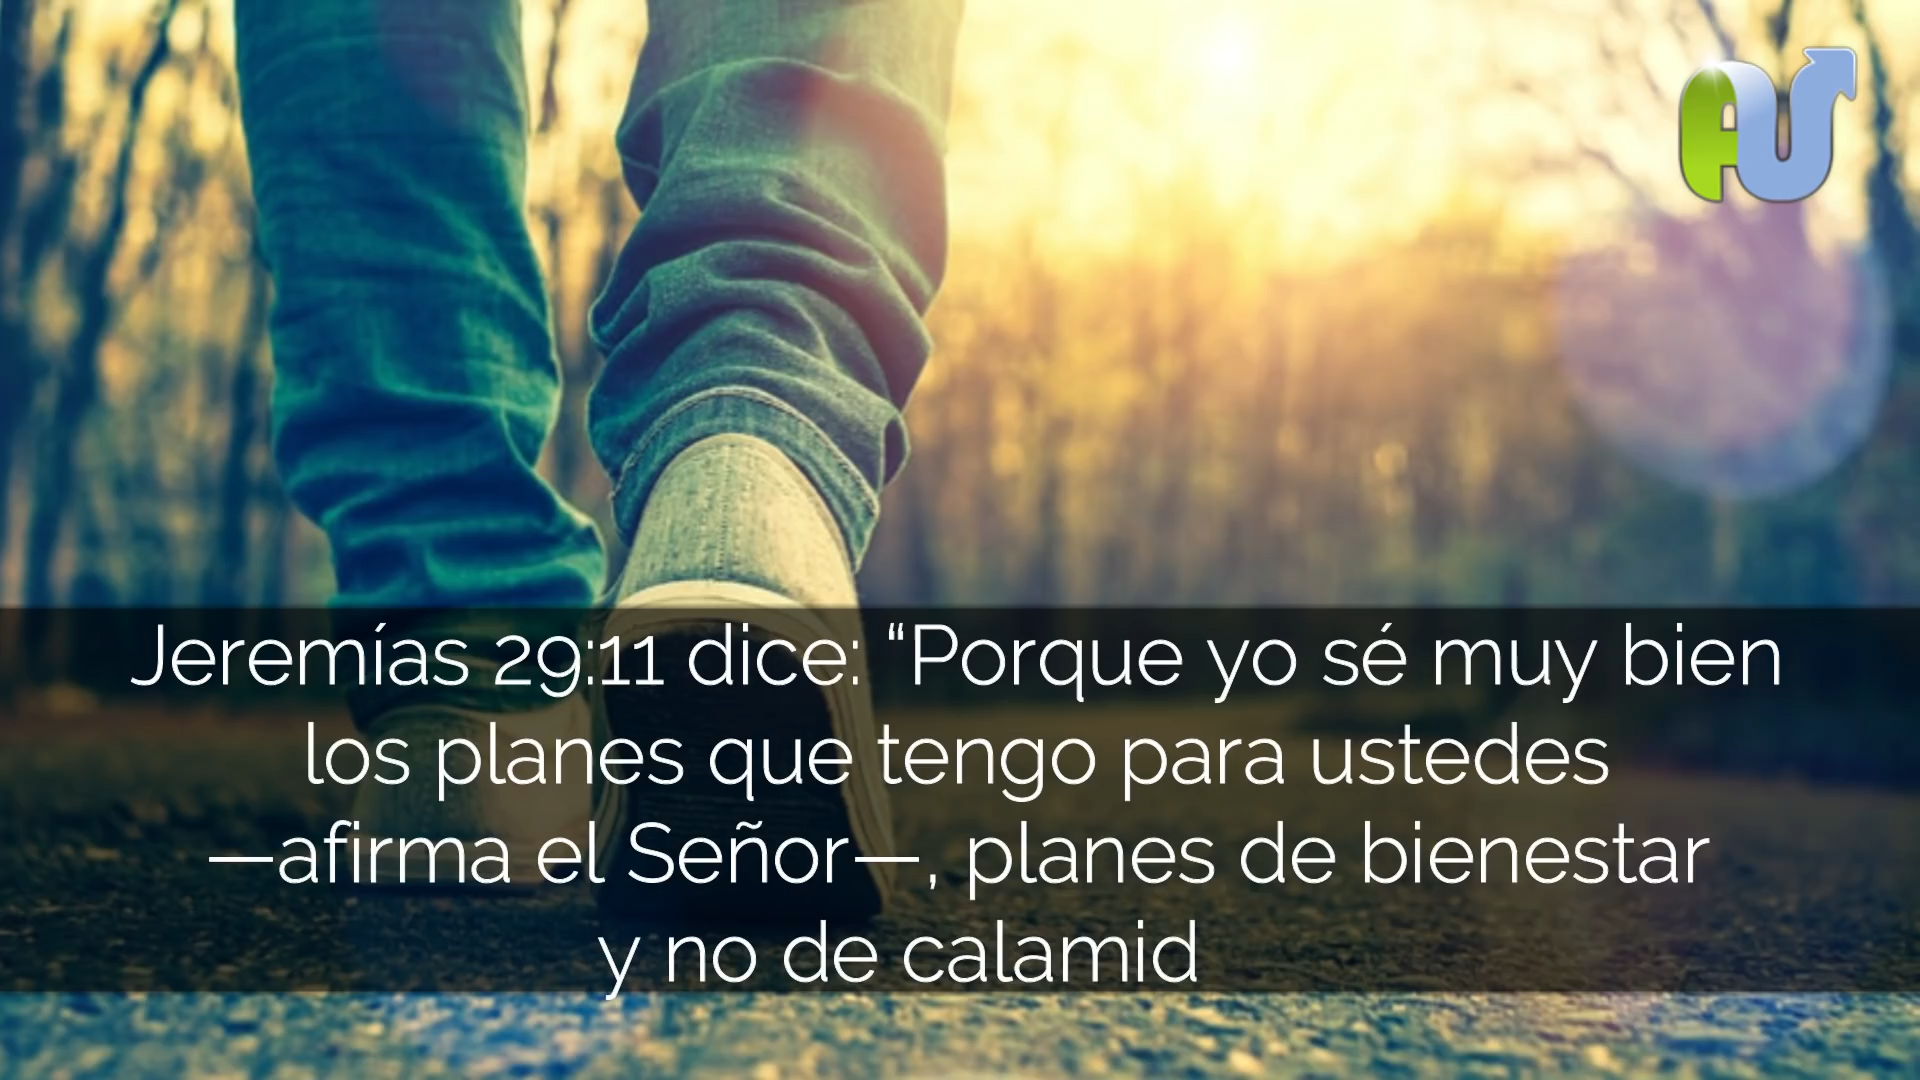 Jeremías 29:11 dice: “Porque yo sé muy bien
los planes que tengo para ustedes
—afirma el Señor—, planes de bienestar
y no de calamid